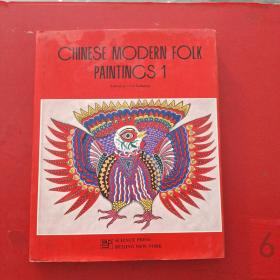 CHINESE MODERN FOLK
PAINTINGS 1
SCIENCE PRESS
BEIJING NEW YORK
6